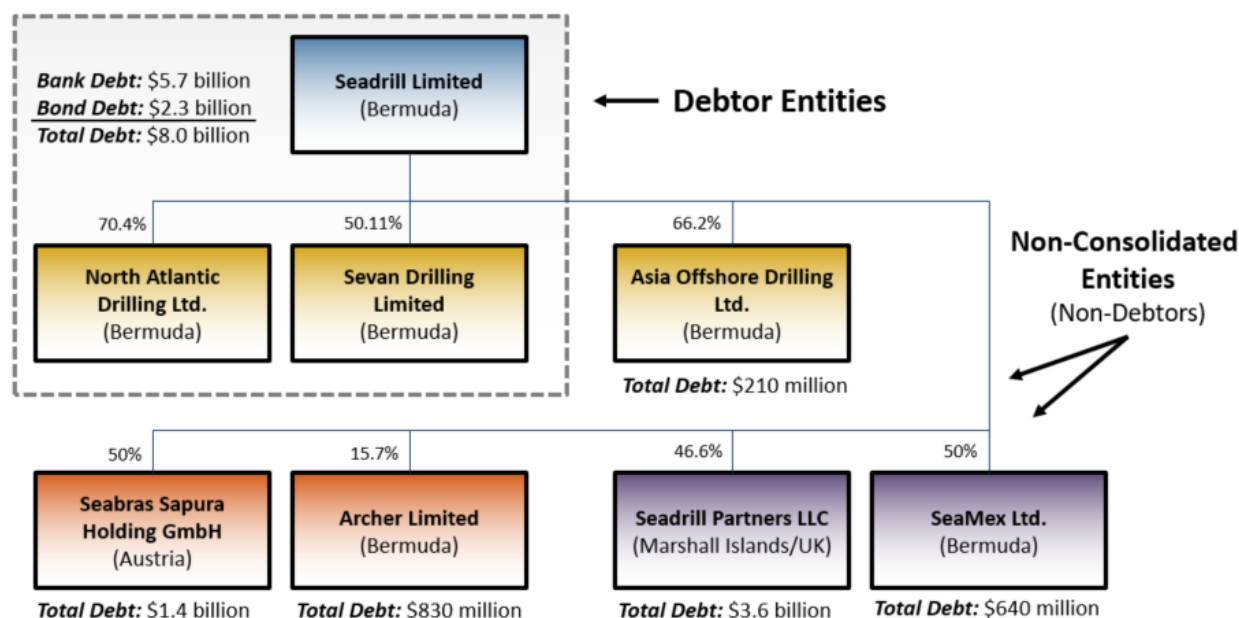 Bank Debt: $5.7 billion
Bond Debt: $2.3 billion
Total Debt: $8.0 billion
Seadrill Limited
(Bermuda)
Debtor Entities
70.4%
50.11%
66.2%
North Atlantic
Drilling Ltd.
(Bermuda)
Sevan Drilling
Limited
(Bermuda)
Asia Offshore Drilling
Ltd.
(Bermuda)
Total Debt: $210 million
Non-Consolidated
Entities
(Non-Debtors)
50%
15.7%
46.6%
50%
Seabras Sapura
Holding GmbH
(Austria)
Archer Limited
(Bermuda)
Seadrill Partners LLC
(Marshall Islands/UK)
SeaMex Ltd.
(Bermuda)
Total Debt: $1.4 billion
Total Debt: $830 million
Total Debt: $3.6 billion
Total Debt: $640 million